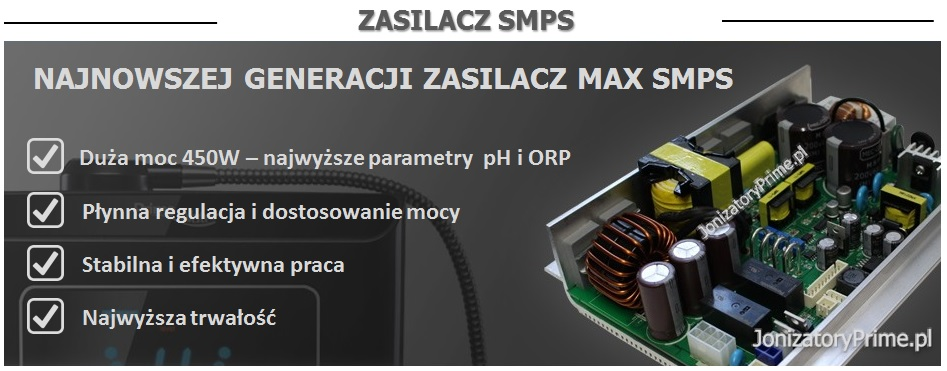 ZASILACZ SMPS
NAJNOWSZEJ GENERACJI ZASILACZ MAX SMPS
Duża moc 450W – najwyższe parametry pH i ORP
Płynna regulacja i dostosowanie mocy
Stabilna i efektywna praca
Najwyższa trwałość
JonizatoryPrime.pl
JonizatoryPrime.pl